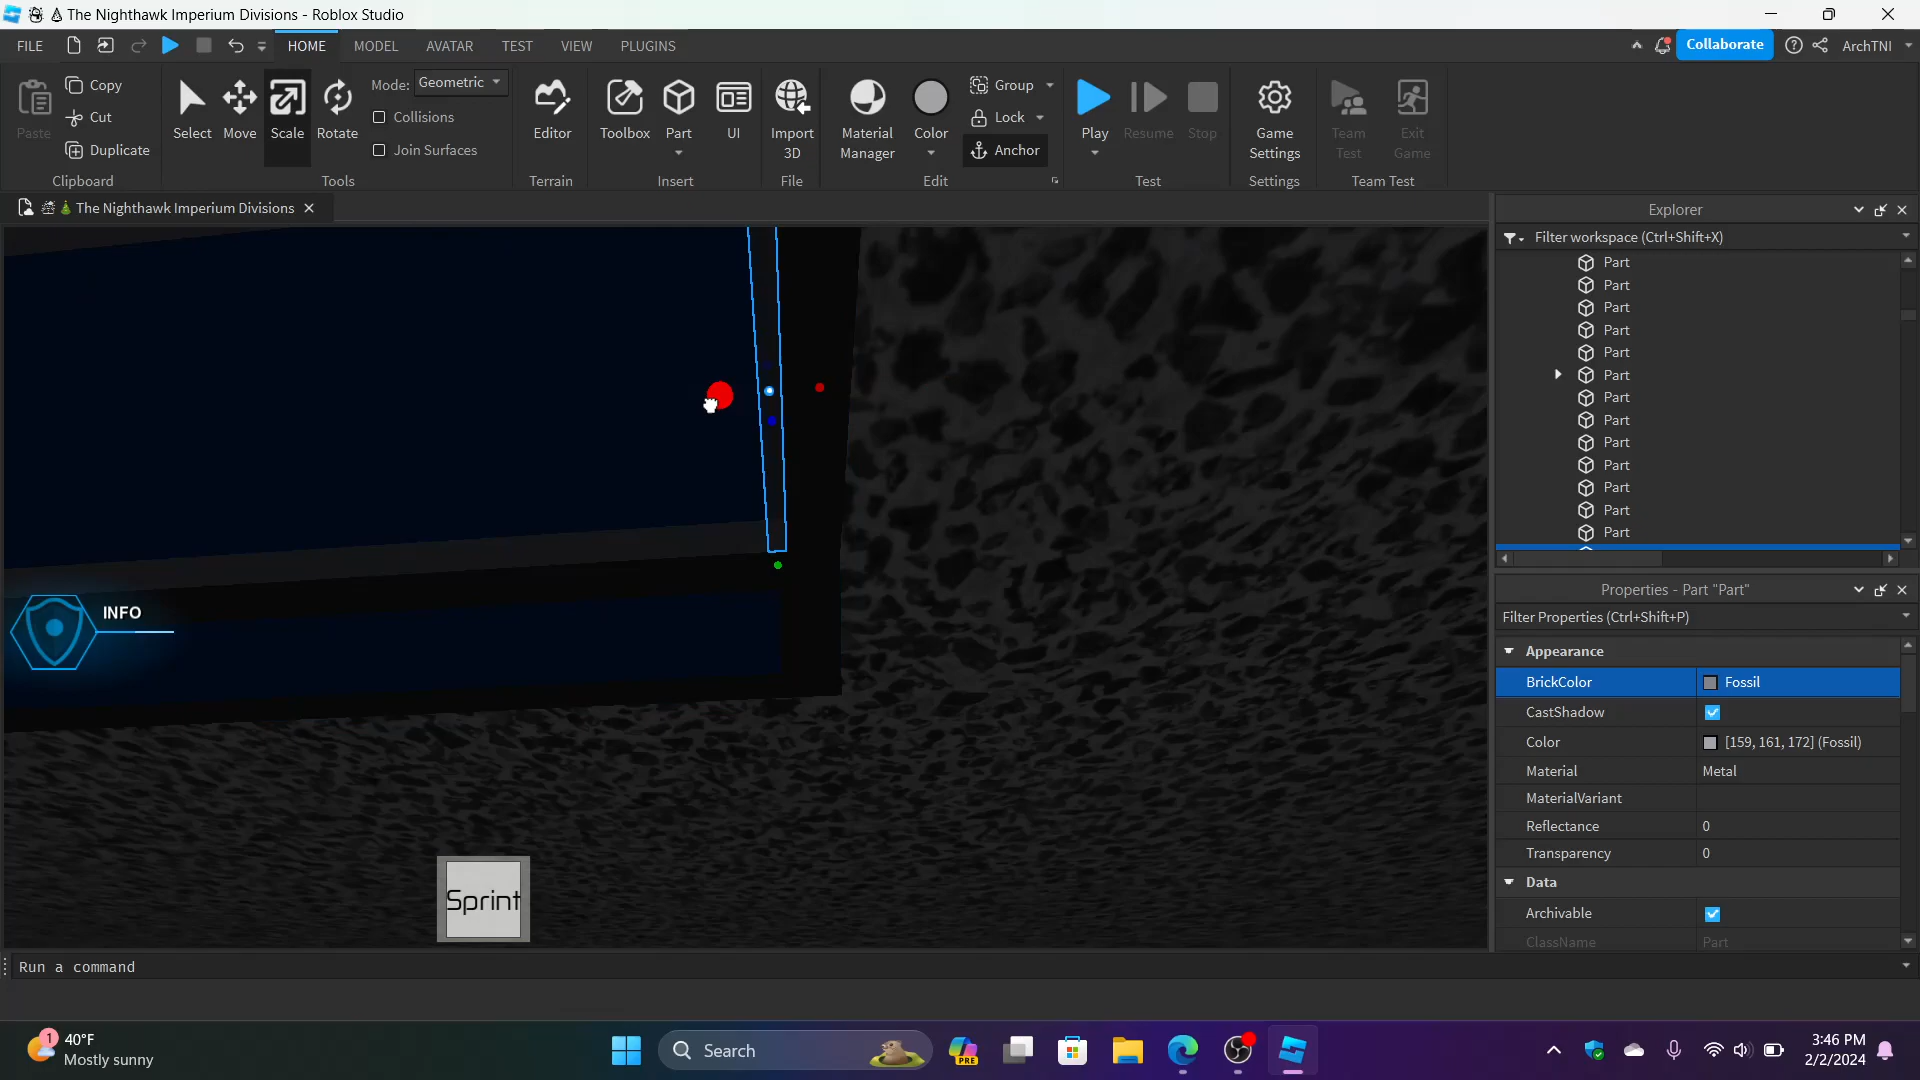 The Nighthawk Imperium Divisions - Roblox Studio
FILE
HOME
MODEL
AVATAR
TEST
VIEW
PLUGINS
Collaborate
ArchTNI
Paste
Copy
Cut
Duplicate
Clipboard
Select
Move
Scale
Rotate
Mode:
Geometric
Collisions
Join Surfaces
Tools
Editor
Terrain
Toolbox
Part
UI
Insert
Import
3D
File
Material
Manager
Color
Group
Lock
Anchor
Edit
Play
Resume
Stop
Test
Game
Settings
Settings
Team
Test
Exit
Game
Team Test
The Nighthawk Imperium Divisions
Explorer
Filter workspace (Ctrl+Shift+X)
Part
Part
Part
Part
Part
Part
Part
Part
Part
Part
Part
Part
Part
INFO
Sprint
Properties - Part "Part"
Filter Properties (Ctrl+Shift+P)
Appearance
BrickColor
Fossil
CastShadow
Color
[159, 161, 172] (Fossil)
Material
Metal
MaterialVariant
Reflectance
0
Transparency
0
Data
Archivable
ClassName
Part
Run a command
1
40°F
Mostly sunny
Search
PRE
3:46 PM
2/2/2024